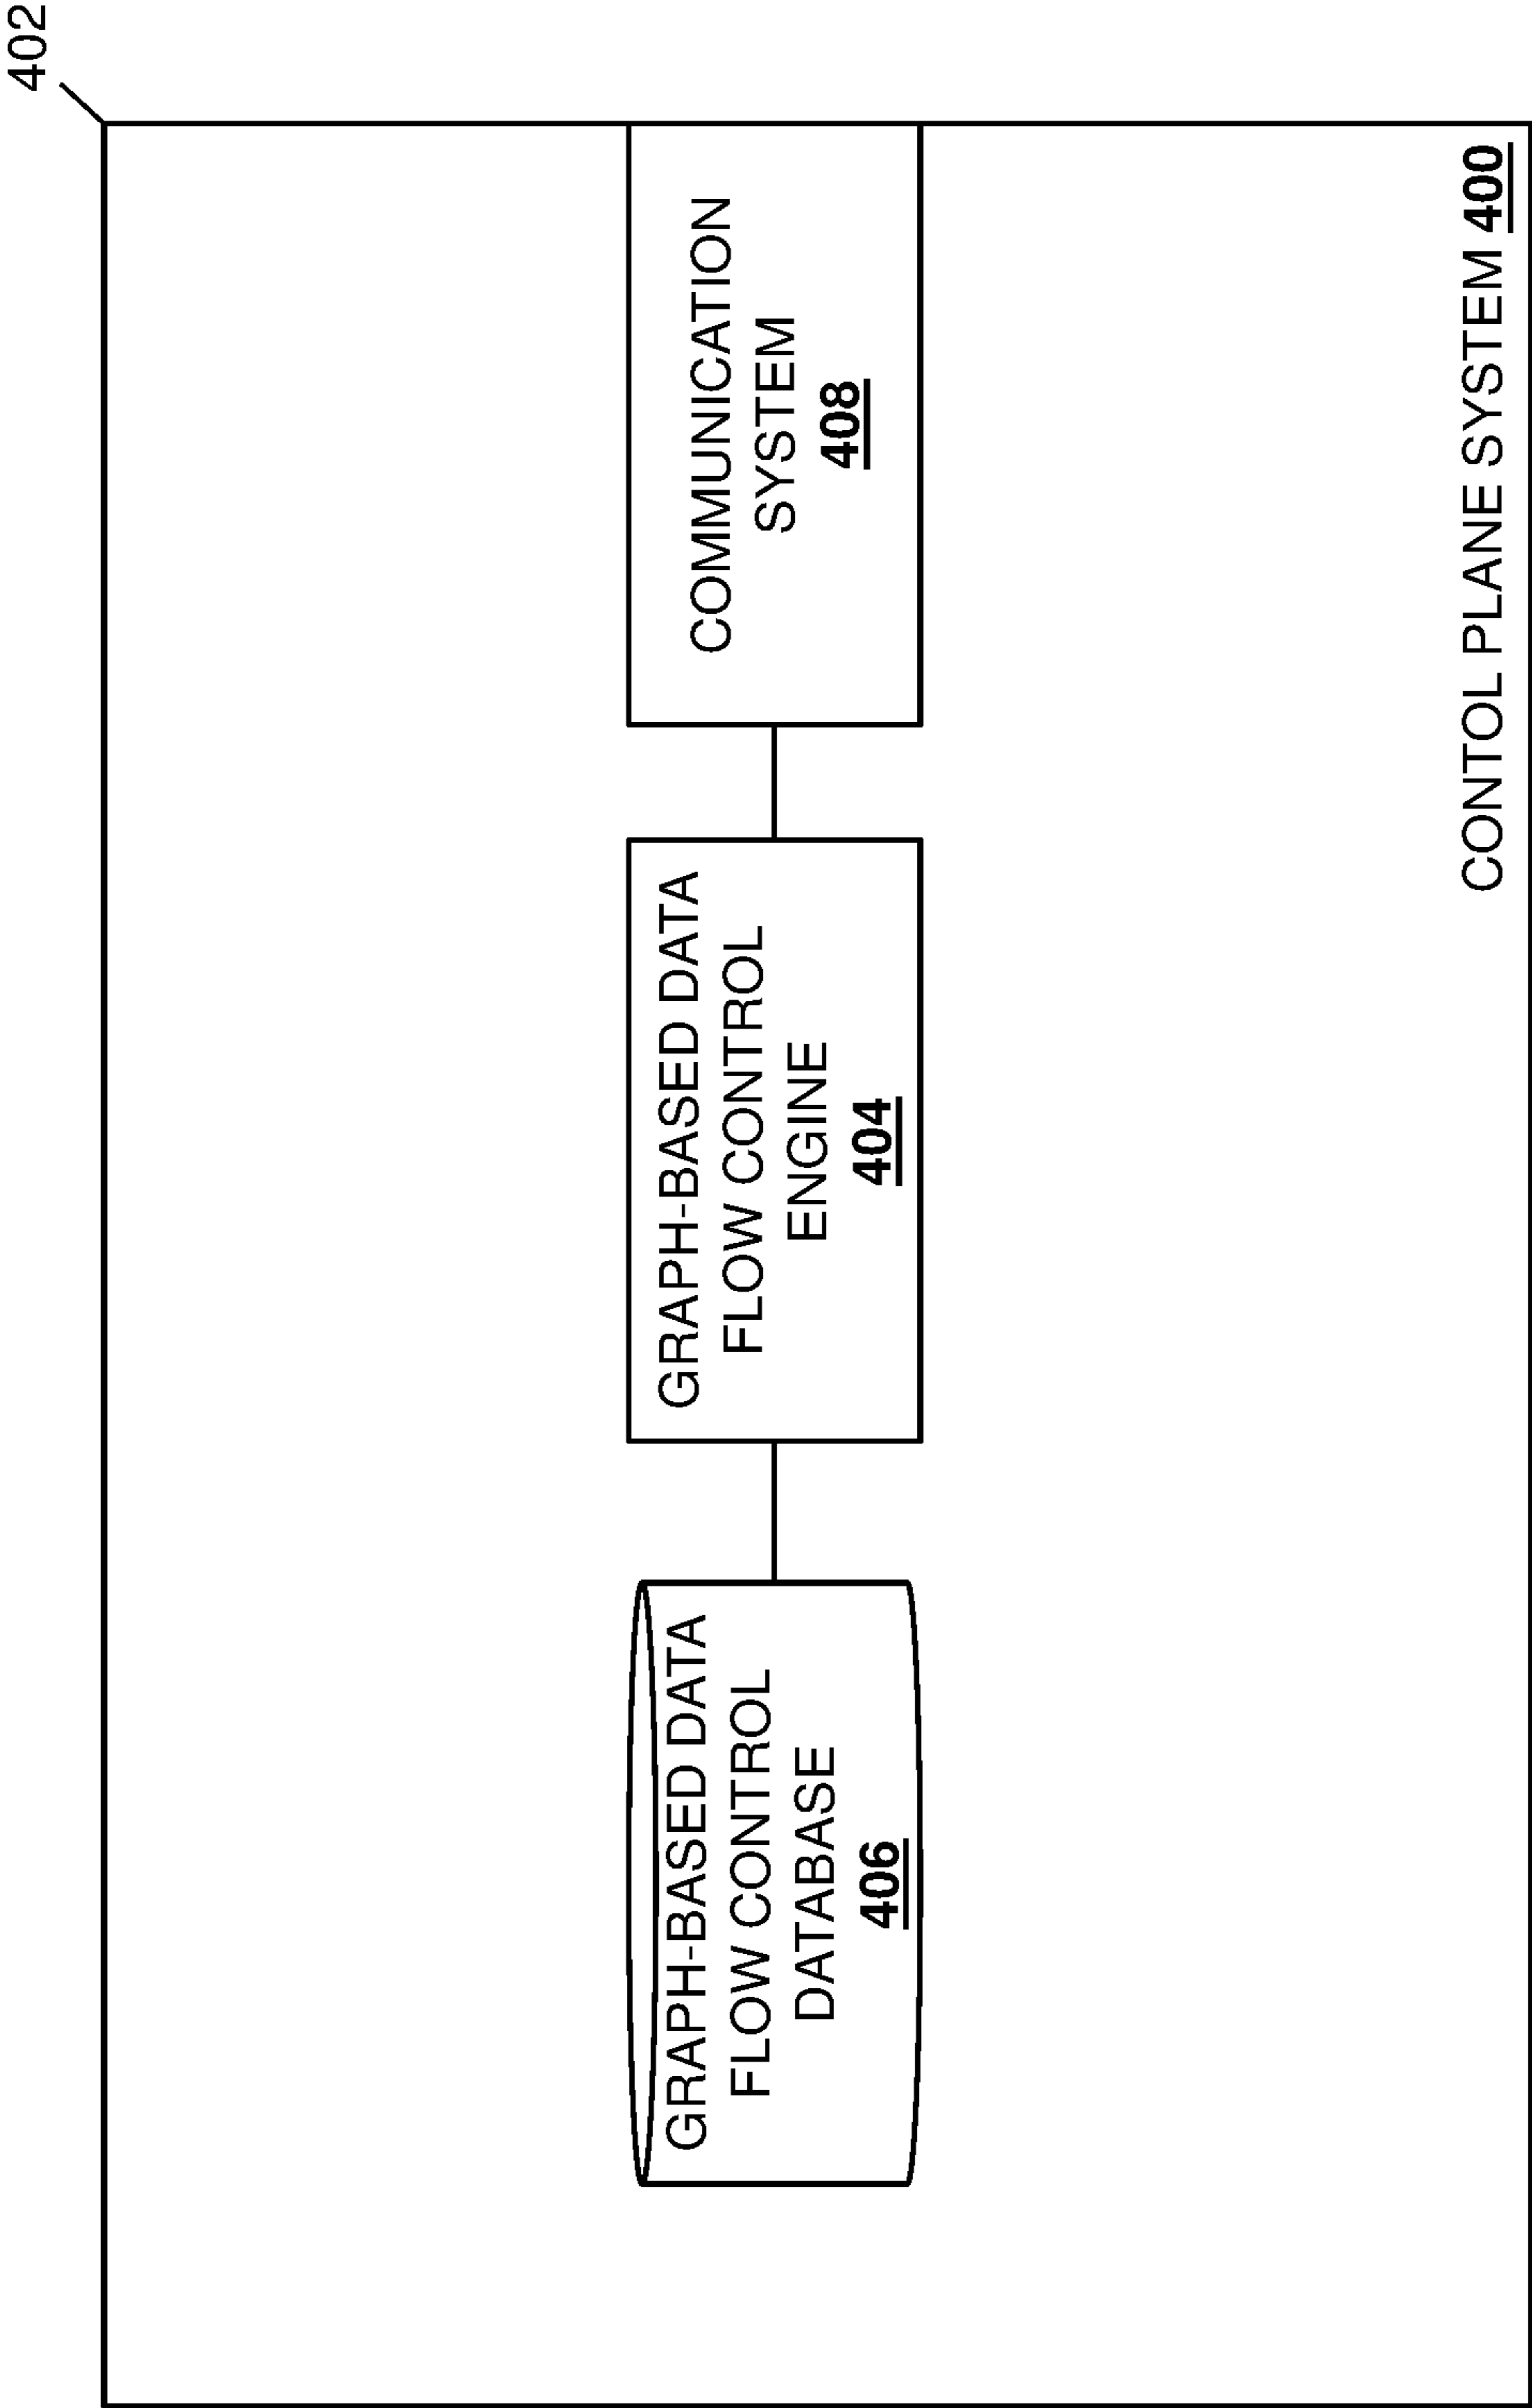 402
GRAPH-BASED DATA
FLOW CONTROL
DATABASE
406
GRAPH-BASED DATA
FLOW CONTROL
ENGINE
404
COMMUNICATION
SYSTEM
408
CONTOL PLANE SYSTEM 400